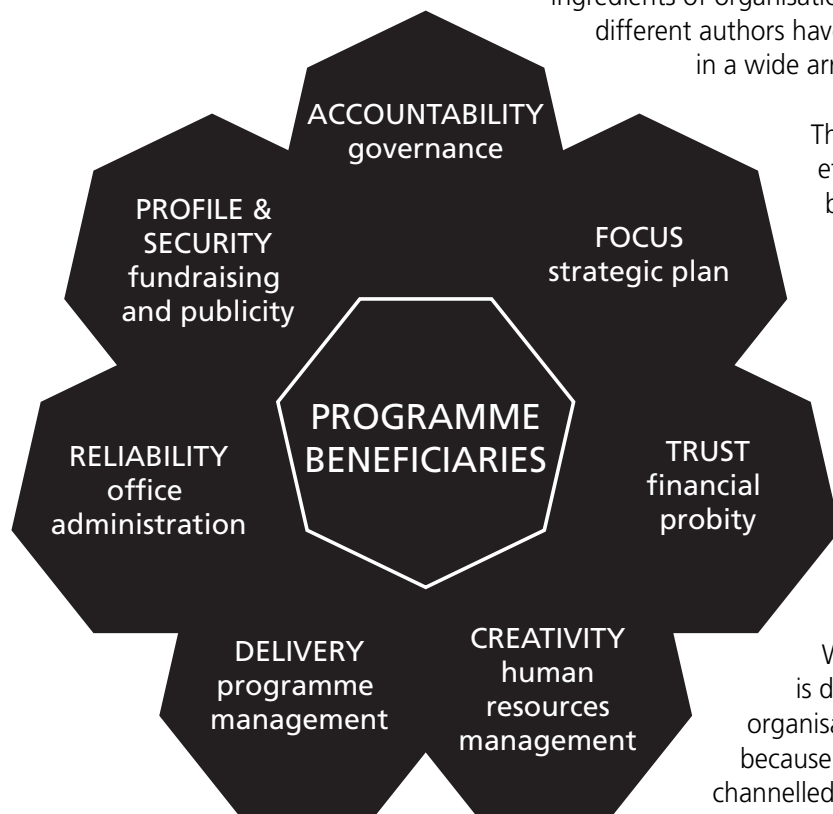 ingredients of organisatio
different authors have
in a wide arr
Th
ef
b
ACCOUNTABILITY
governance
PROFILE &
SECURITY
fundraising
and publicity
FOCUS
strategic plan
PROGRAMME
BENEFICIARIES
RELIABILITY
office
administration
TRUST
financial
probity
DELIVERY
programme
management
CREATIVITY
human
resources
management
W
is d
organisa
because
channelled